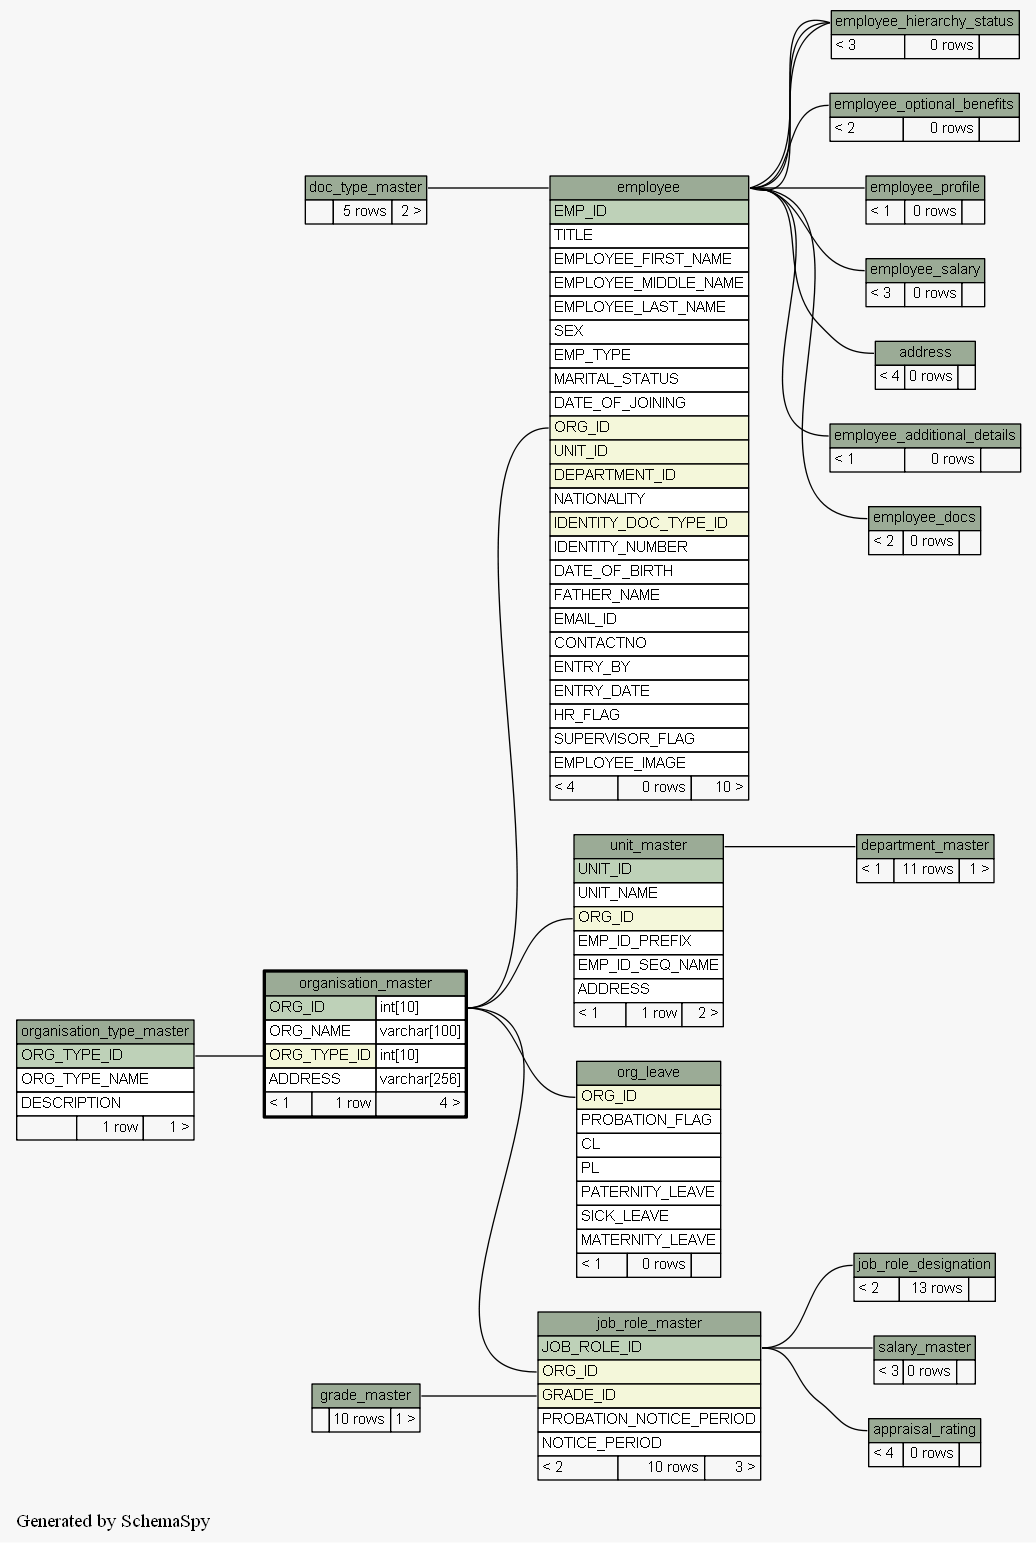 employee_hierarchy_status
< 3 0 rows
employee_optional_benefits
< 2 0 rows
doc_type_master
5 rows 2 >
employee
EMP_ID
TITLE
EMPLOYEE_FIRST_NAME
EMPLOYEE_MIDDLE_NAME
EMPLOYEE_LAST_NAME
SEX
EMP_TYPE
MARITAL_STATUS
DATE_OF_JOINING
ORG_ID
UNIT_ID
DEPARTMENT_ID
NATIONALITY
IDENTITY_DOC_TYPE_ID
IDENTITY_NUMBER
DATE_OF_BIRTH
FATHER_NAME
EMAIL_ID
CONTACTNO
ENTRY_BY
ENTRY_DATE
HR_FLAG
SUPERVISOR_FLAG
EMPLOYEE_IMAGE
< 4 0 rows 10 >
employee_profile
< 1 0 rows
employee_salary
< 3 0 rows
address
< 4 0 rows
employee_additional_details
< 1 0 rows
employee_docs
< 2 0 rows
unit_master
UNIT_ID
UNIT_NAME
ORG_ID
EMP_ID_PREFIX
EMP_ID_SEQ_NAME
ADDRESS
< 1 1 row 2 >
department_master
< 1 11 rows 1 >
organisation_master
ORG_ID int[10]
ORG_NAME varchar[100]
ORG_TYPE_ID int[10]
ADDRESS varchar[256]
< 1 1 row 4 >
organisation_type_master
ORG_TYPE_ID
ORG_TYPE_NAME
DESCRIPTION
1 row 1 >
org_leave
ORG_ID
PROBATION_FLAG
CL
PL
PATERNITY_LEAVE
SICK_LEAVE
MATERNITY_LEAVE
< 1 0 rows
job_role_designation
< 2 13 rows
job_role_master
JOB_ROLE_ID
ORG_ID
GRADE_ID
PROBATION_NOTICE_PERIOD
NOTICE_PERIOD
< 2 10 rows 3 >
salary_master
< 3 0 rows
grade_master
10 rows 1 >
appraisal_rating
< 4 0 rows
Generated by SchemaSpy